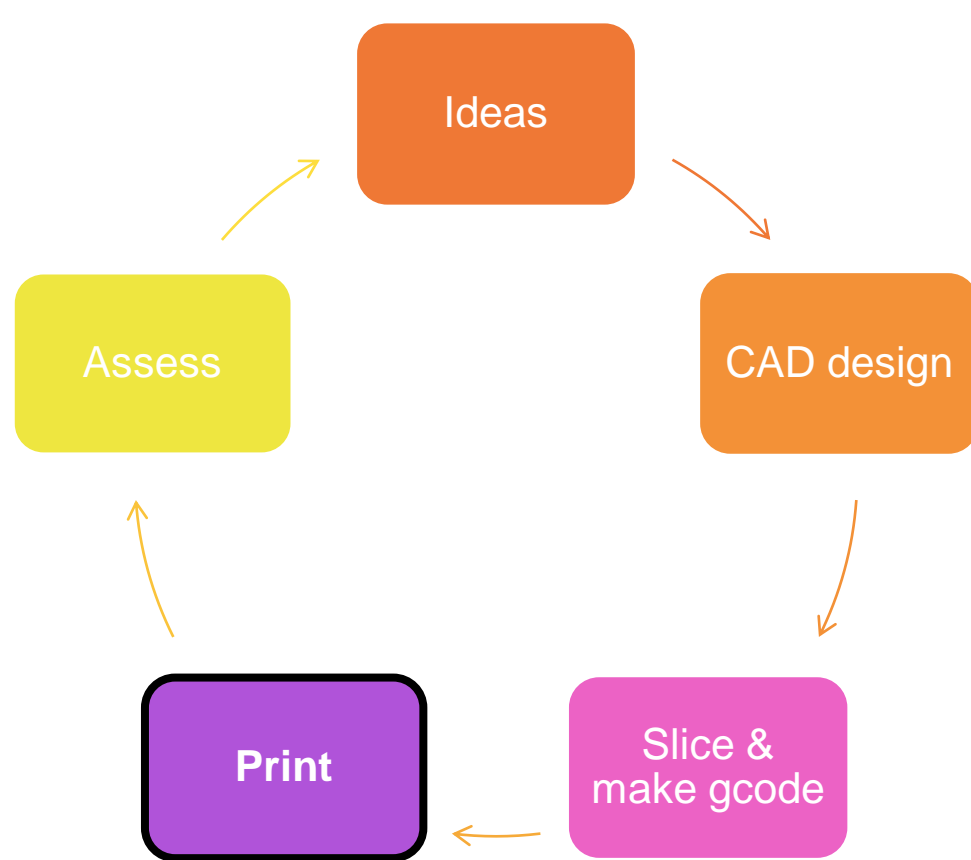 Ideas
Assess
CAD design
Print
Slice &
make gcode